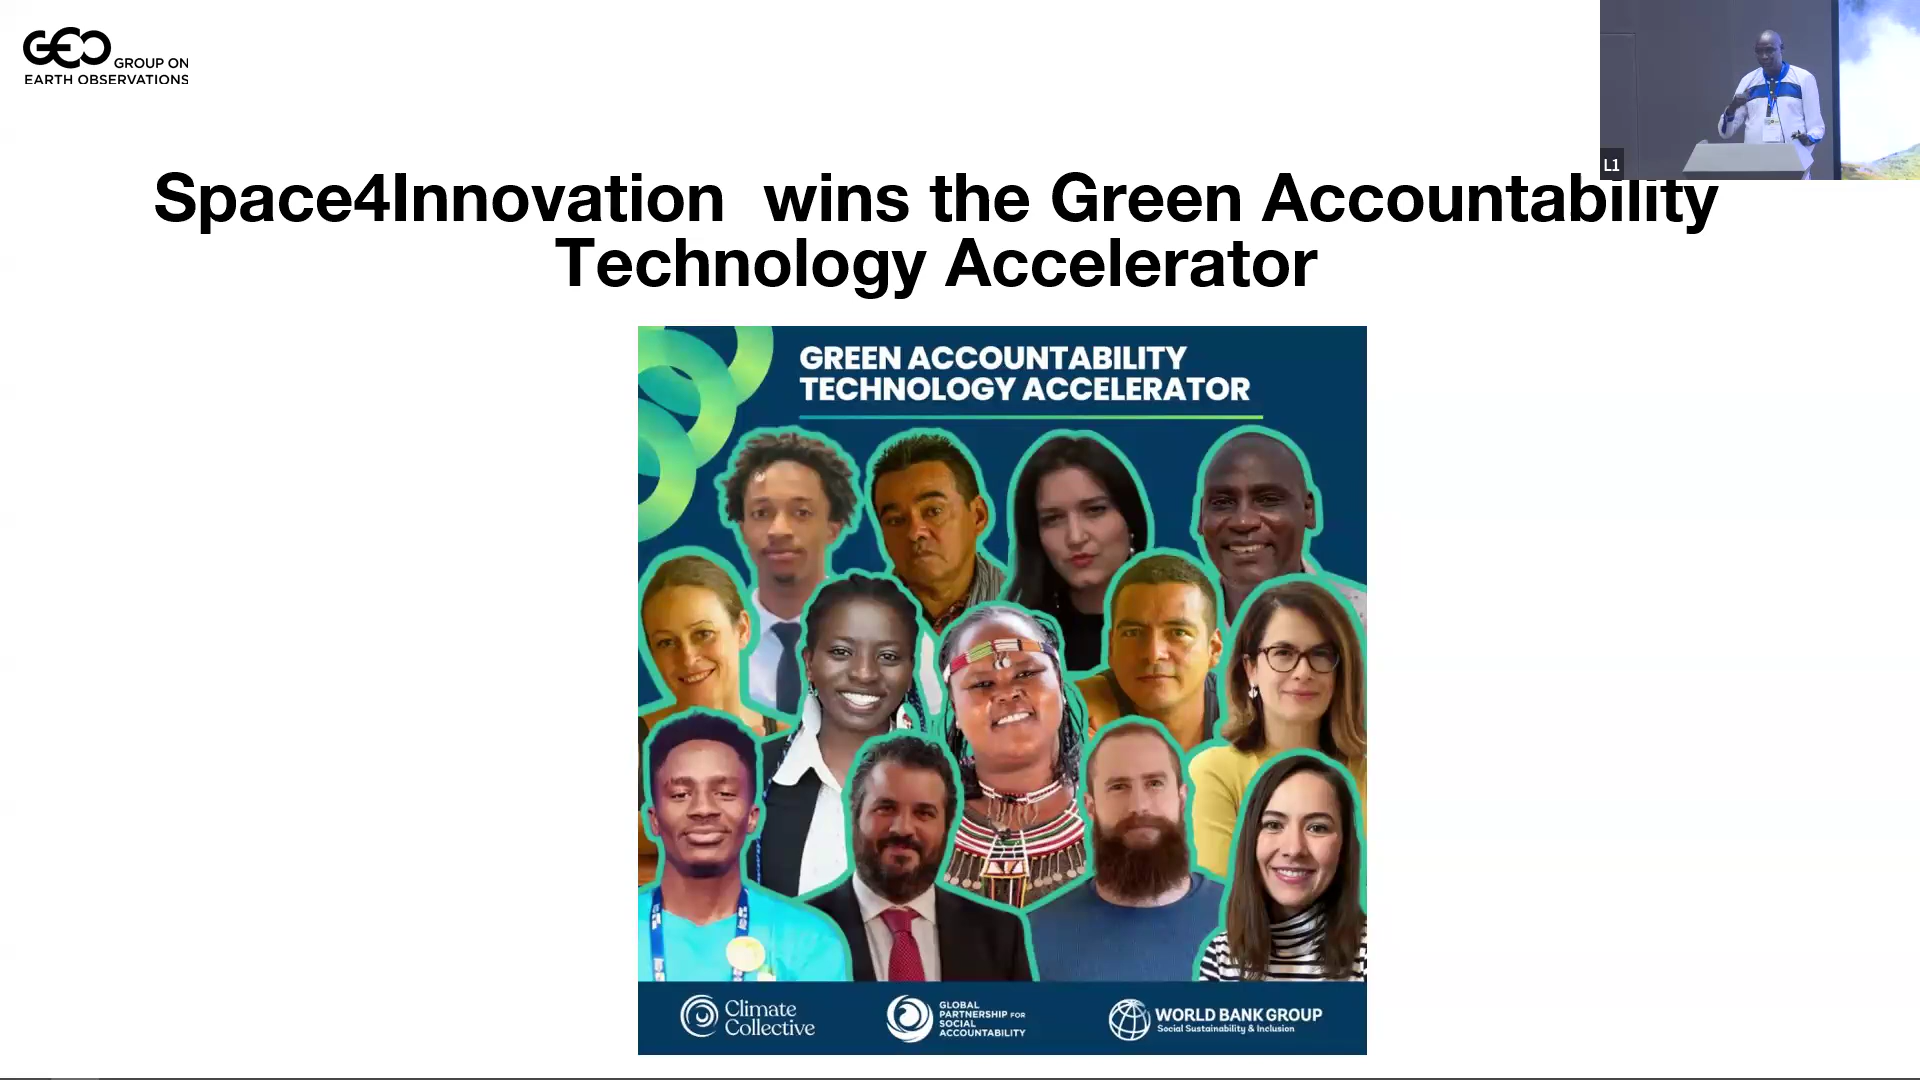 GEO GROUP ON
EARTH OBSERVATIONS
L1
Space4Innovation  wins the Green Accountability
Technology Accelerator
GREEN ACCOUNTABILITY
TECHNOLOGY ACCELERATOR
Climate
Collective
GLOBAL
PARTNERSHIP FOR
SOCIAL
ACCOUNTABILITY
WORLD BANK GROUP
Social Sustainability & Inclusion